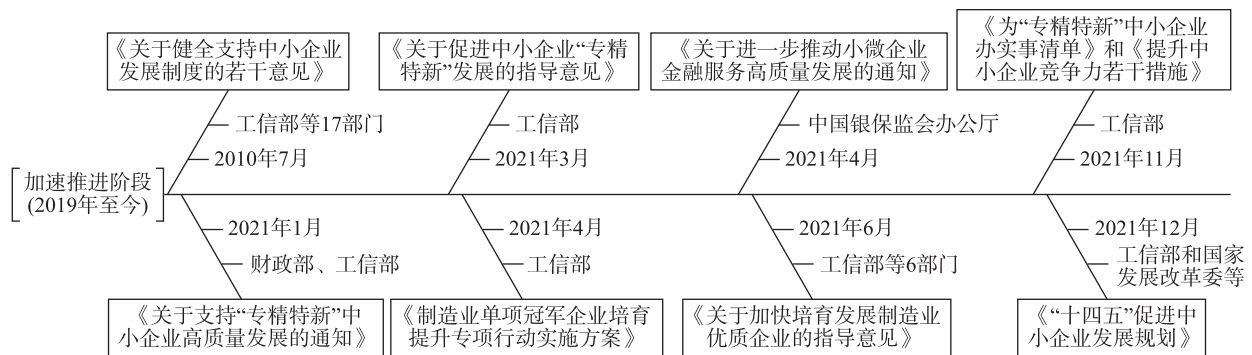 《关于健全支持中小企业
发展制度的若干意见》
工信部等17部门
2010年7月
《关于促进中小企业“专精
特新”发展的指导意见》
工信部
2021年3月
《关于进一步推动小微企业
金融服务高质量发展的通知》
中国银保监会办公厅
2021年4月
《为“专精特新”中小企业
办实事清单》和《提升中
小企业竞争力若干措施》
工信部
2021年11月
加速推进阶段
(2019年至今)
2021年1月
财政部、工信部
《关于支持“专精特新”中
小企业高质量发展的通知》
2021年4月
工信部
《制造业单项冠军企业培育
提升专项行动实施方案》
2021年6月
工信部等6部门
《关于加快培育发展制造业
优质企业的指导意见》
2021年12月
工信部和国家
发展改革委等
《“十四五”促进中
小企业发展规划》